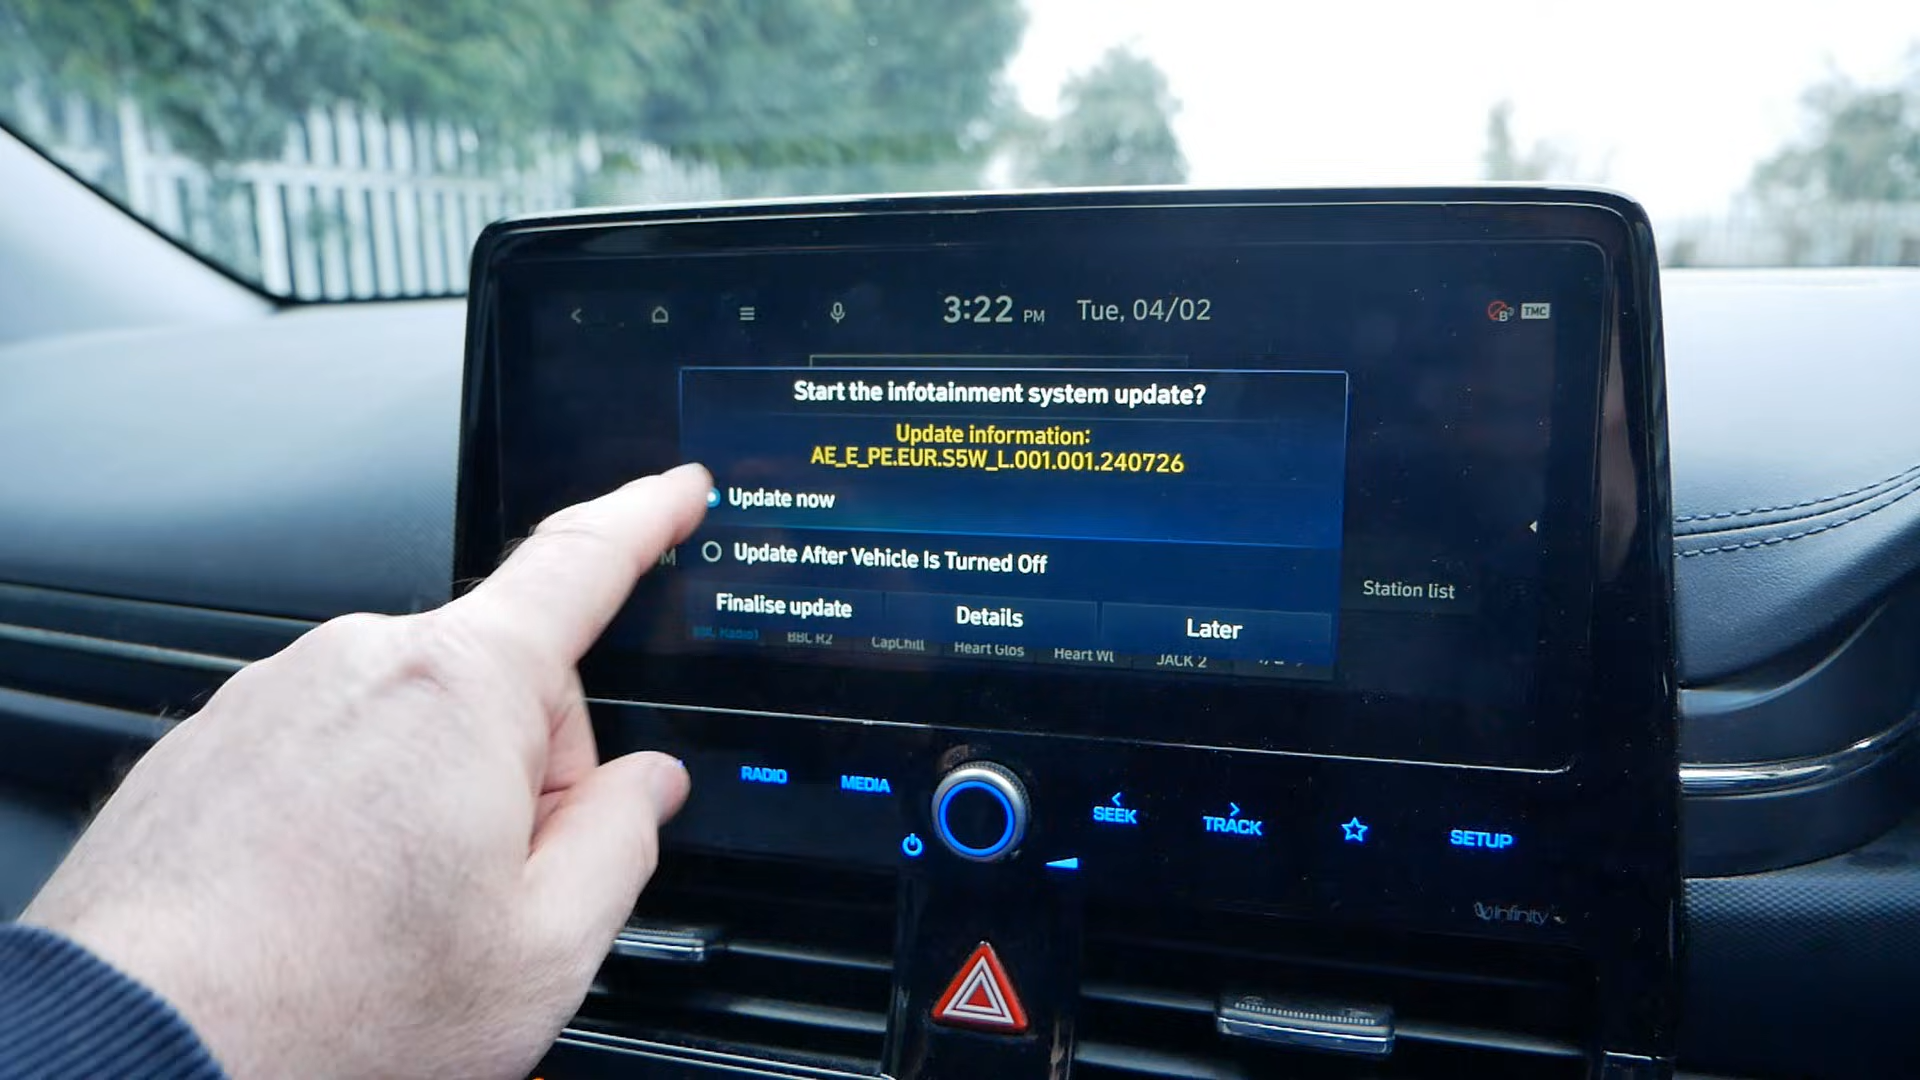 3:22 PM Tue, 04/02
TMC
Start the infotainment system update?
Update information:
AE_E_PE.EUR.S5W_L.001.001.240726
Update now
Update After Vehicle Is Turned Off
Finalise update Details Later
Station list
BBC R2 CapChill Heart Glos Heart Wl JACK 2
RADIO MEDIA
SEEK TRACK SETUP
infinity